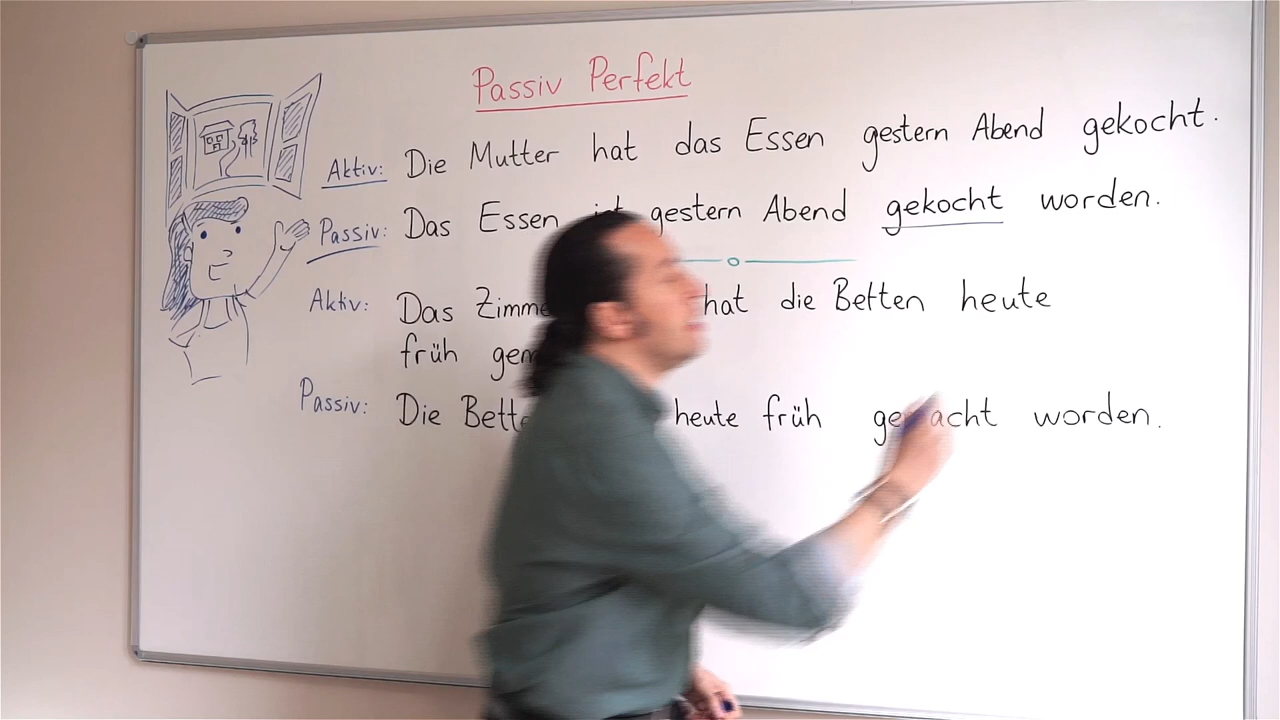 Passiv Perfekt
Aktiv: Die Mutter hat das Essen gestern Abend gekocht.
Passiv: Das Essen gestern Abend gekocht worden.
Aktiv: Das hat die Betten heute
früh
Passiv: Die heute früh gemacht worden.